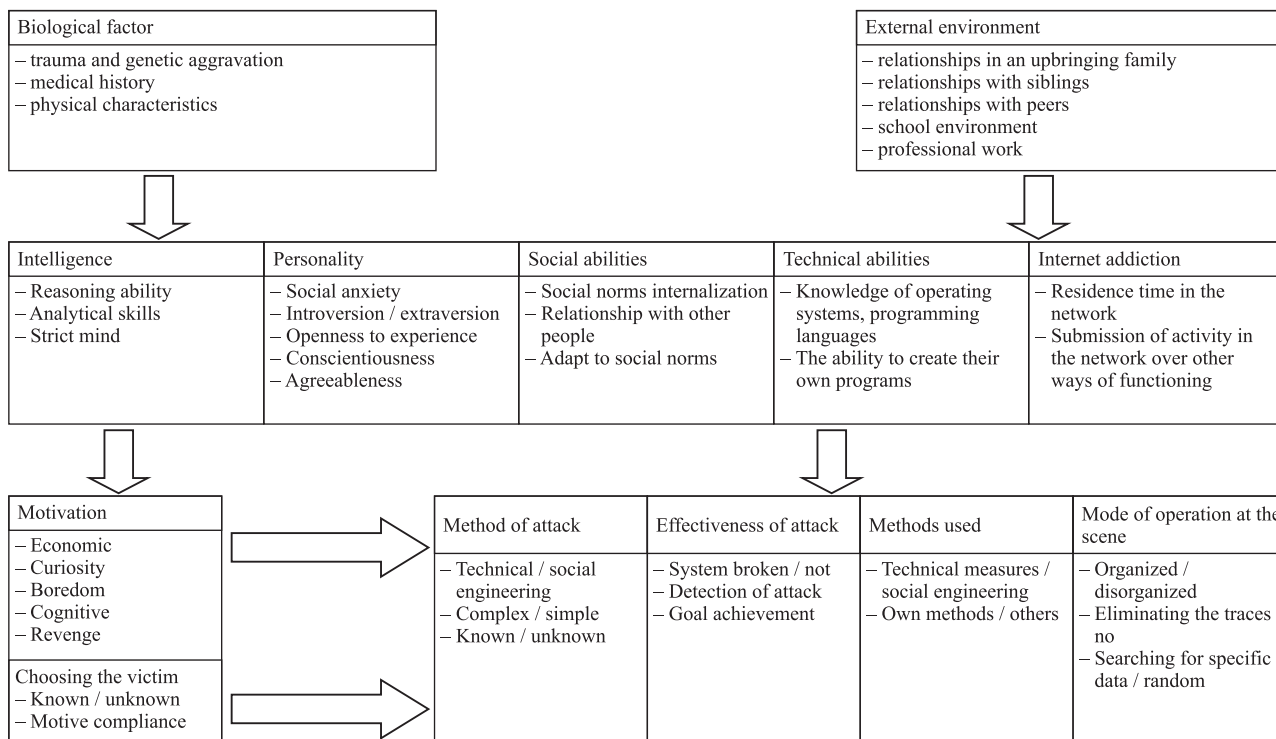 Biological factor
– trauma and genetic aggravation
– medical history
– physical characteristics
External environment
– relationships in an upbringing family
– relationships with siblings
– relationships with peers
– school environment
– professional work
Intelligence
– Reasoning ability
– Analytical skills
– Strict mind
Personality
– Social anxiety
– Introversion / extraversion
– Openness to experience
– Conscientiousness
– Agreeableness
Social abilities
– Social norms internalization
– Relationship with other
people
– Adapt to social norms
Technical abilities
– Knowledge of operating
systems, programming
languages
– The ability to create their
own programs
Internet addiction
– Residence time in the
network
– Submission of activity in
the network over other
ways of functioning
Motivation
– Economic
– Curiosity
– Boredom
– Cognitive
– Revenge
Choosing the victim
– Known / unknown
– Motive compliance
Method of attack
– Technical / social
engineering
– Complex / simple
– Known / unknown
Effectiveness of attack
– System broken / not
– Detection of attack
– Goal achievement
Methods used
– Technical measures /
social engineering
– Own methods / others
Mode of operation at the
scene
– Organized /
disorganized
– Eliminating the traces
no
– Searching for specific
data / random